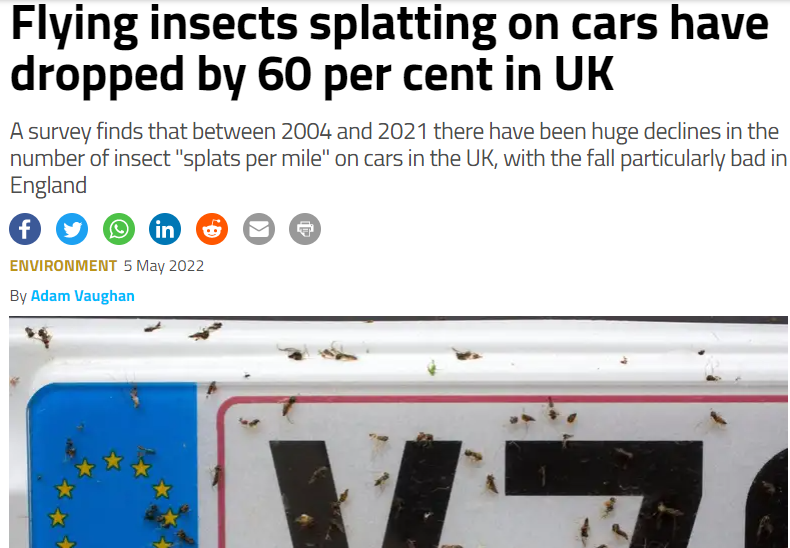 Flying insects splatting on cars have
dropped by 60 per cent in UK
A survey finds that between 2004 and 2021 there have been huge declines in the
number of insect "splats per mile" on cars in the UK, with the fall particularly bad in
England
ENVIRONMENT 5 May 2022
By Adam Vaughan